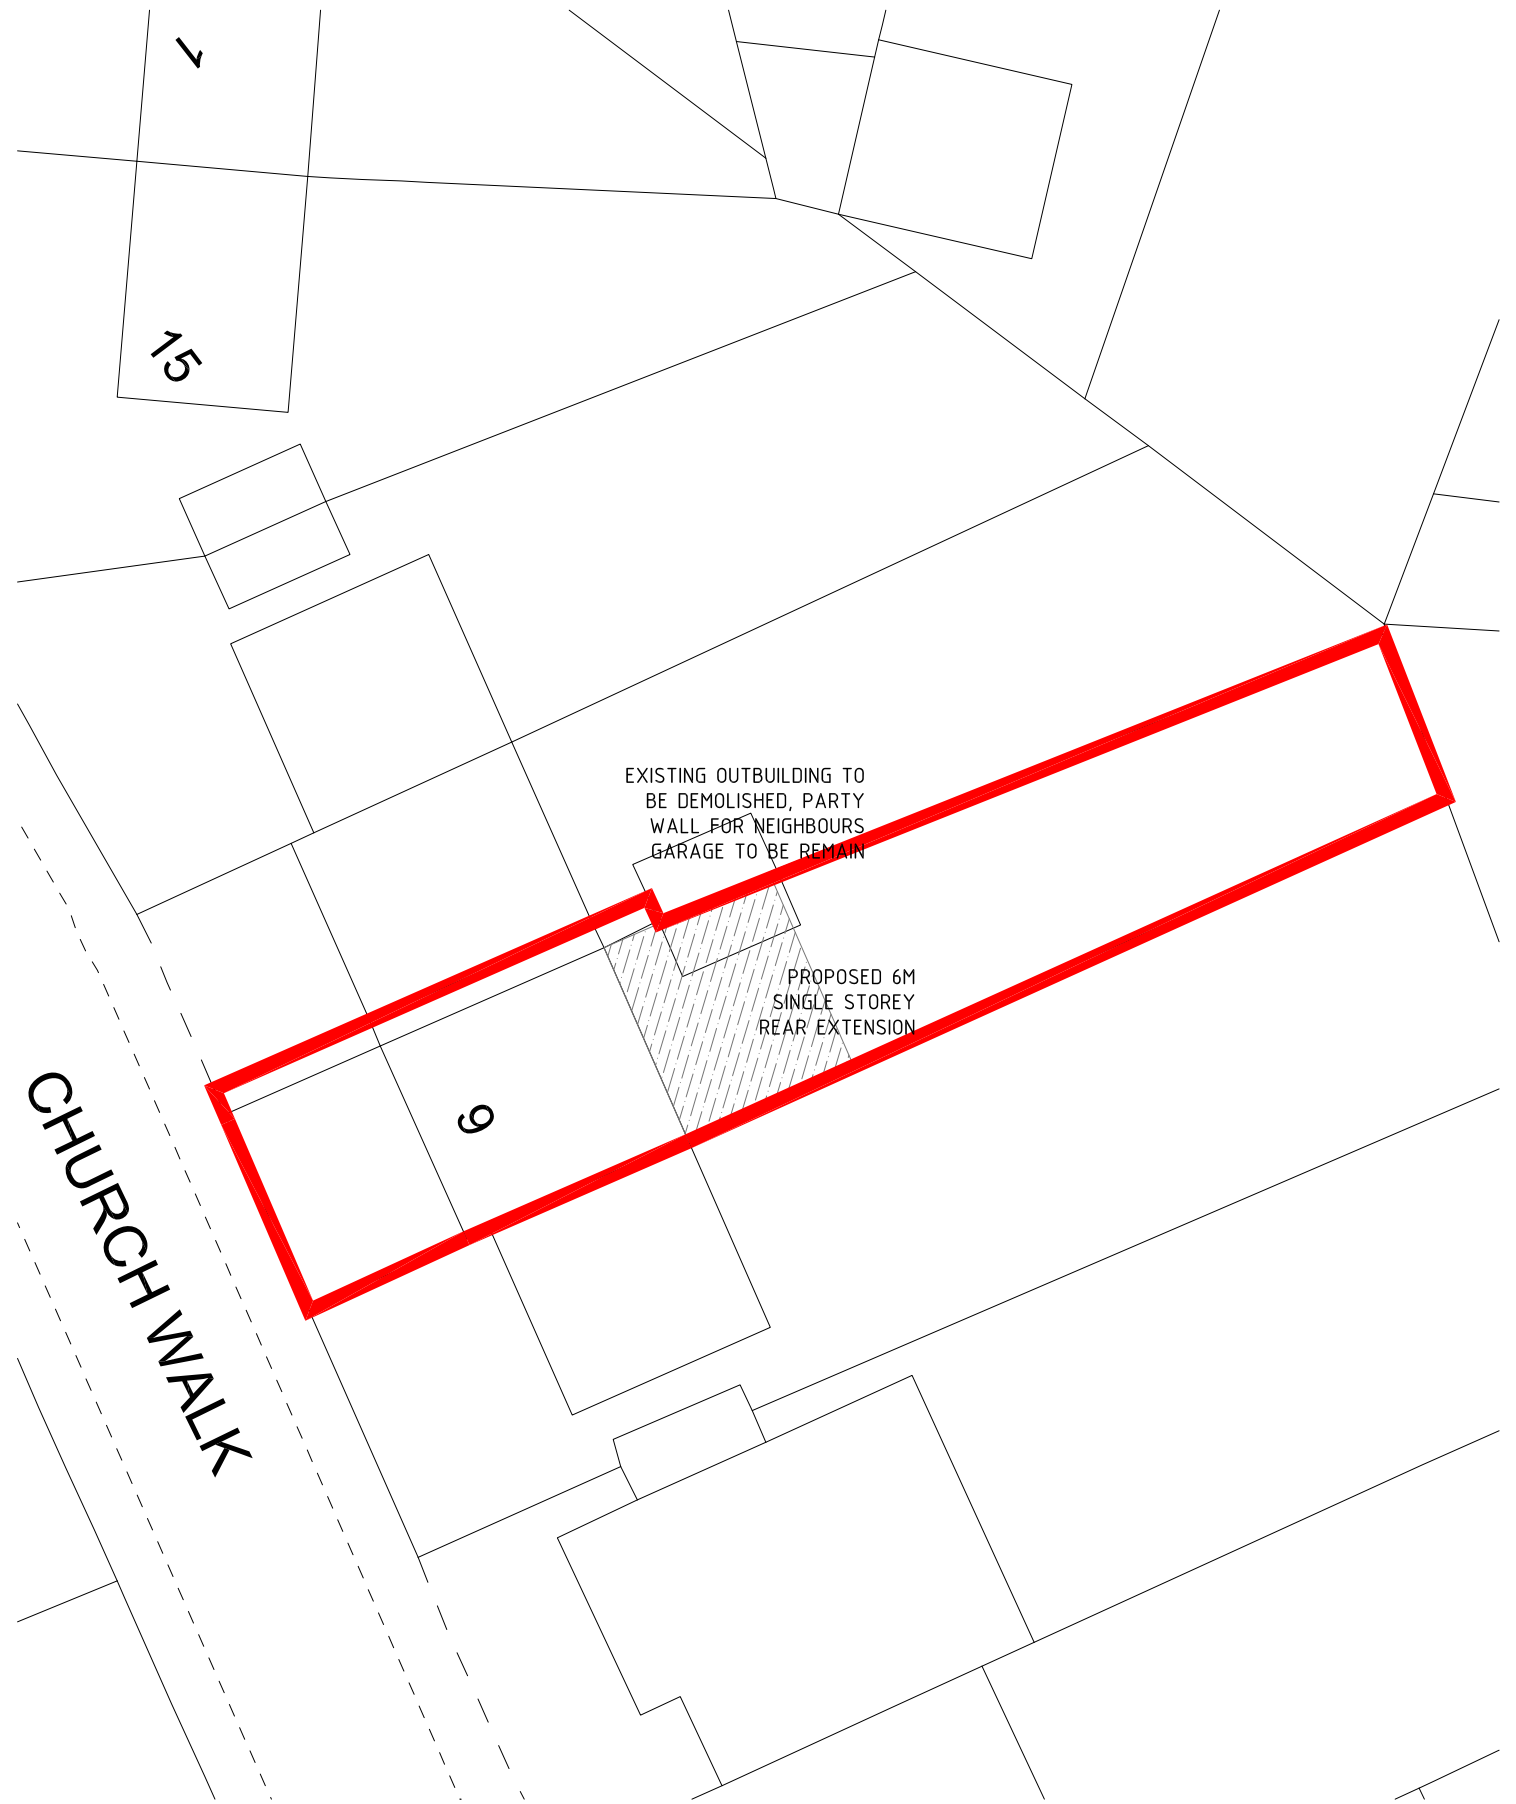 15
EXISTING OUTBUILDING TO
BE DEMOLISHED, PARTY
WALL FOR NEIGHBOURS
GARAGE TO BE REMAIN
PROPOSED 6M
SINGLE STOREY
REAR EXTENSION
9
CHURCH WALK